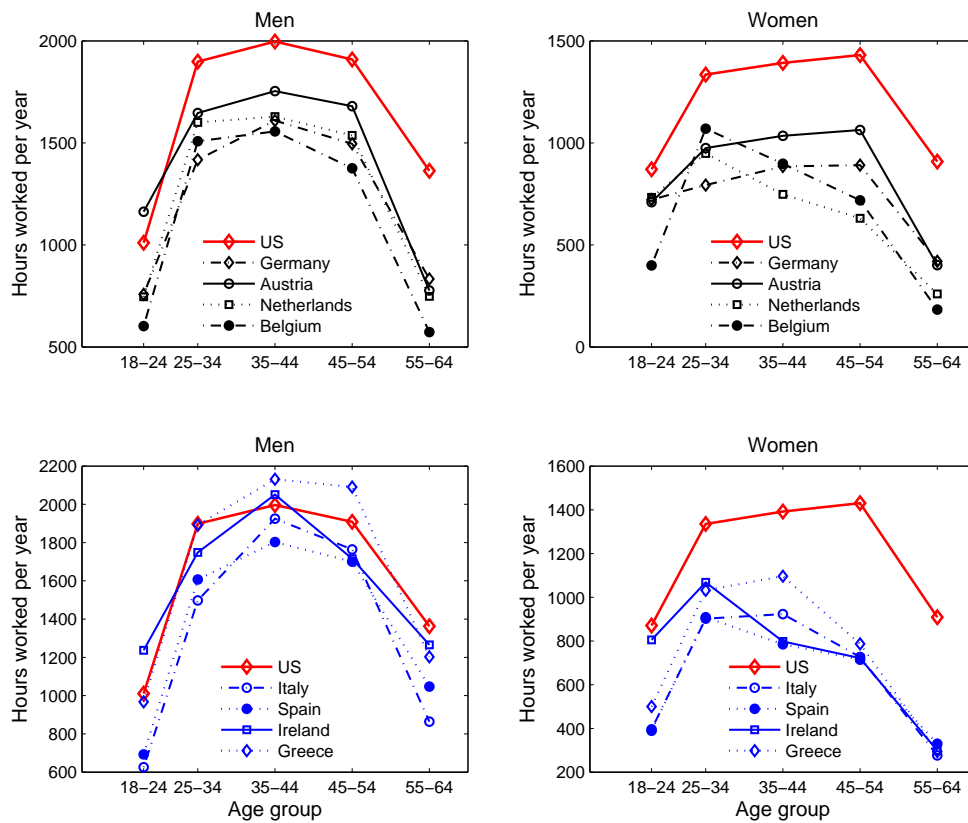 Men
Hours worked per year
2000
1500
1000
500
US
Germany
Austria
Netherlands
Belgium
18−24 25−34 35−44 45−54 55−64
Women
Hours worked per year
1500
1000
500
0
US
Germany
Austria
Netherlands
Belgium
18−24 25−34 35−44 45−54 55−64
Men
Hours worked per year
2200
2000
1800
1600
1400
1200
1000
800
600
US
Italy
Spain
Ireland
Greece
18−24 25−34 35−44 45−54 55−64
Age group
Women
Hours worked per year
1600
1400
1200
1000
800
600
400
200
US
Italy
Spain
Ireland
Greece
18−24 25−34 35−44 45−54 55−64
Age group